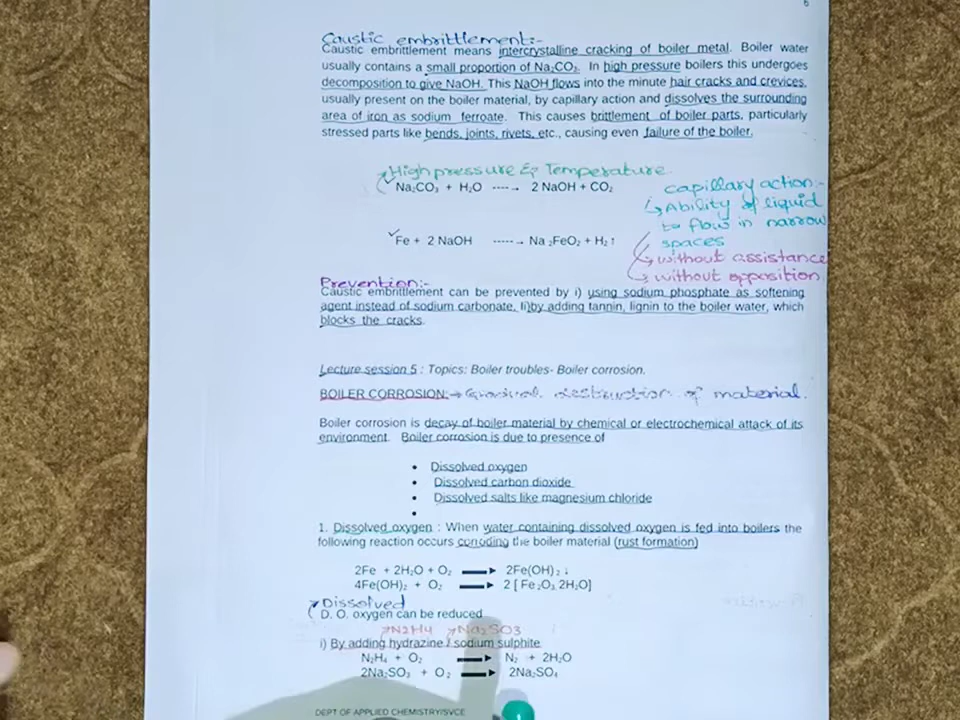 6
Caustic embrittlement:-
Caustic embrittlement means intercrystalline cracking of boiler metal. Boiler water
usually contains a small proportion of Na₂CO₃. In high pressure boilers this undergoes
decomposition to give NaOH. This NaOH flows into the minute hair cracks and crevices,
usually present on the boiler material, by capillary action and dissolves the surrounding
area of iron as sodium ferroate. This causes brittlement of boiler parts, particularly
stressed parts like bends, joints, rivets, etc., causing even failure of the boiler.
High pressure & Temperature
Na₂CO₃ + H₂O ----→ 2 NaOH + CO₂
capillary action:-
↳ Ability of liquid
to flow in narrow
spaces
Fe + 2 NaOH -----→ Na₂FeO₂ + H₂↑
↳ without assistance
↳ without opposition
Prevention:-
Caustic embrittlement can be prevented by i) using sodium phosphate as softening
agent instead of sodium carbonate, ii)by adding tannin, lignin to the boiler water, which
blocks the cracks.
Lecture session 5 : Topics: Boiler troubles- Boiler corrosion.
BOILER CORROSION:→ Gradual destruction of material.
Boiler corrosion is decay of boiler material by chemical or electrochemical attack of its
environment. Boiler corrosion is due to presence of
• Dissolved oxygen
• Dissolved carbon dioxide
• Dissolved salts like magnesium chloride
•
1. Dissolved oxygen : When water containing dissolved oxygen is fed into boilers the
following reaction occurs corroding the boiler material (rust formation)
2Fe + 2H₂O + O₂ → 2Fe(OH)₂↓
4Fe(OH)₂ + O₂ → 2 [ Fe₂O₃.2H₂O]
Dissolved
D. O. oxygen can be reduced
N2H4 Na2SO3
i) By adding hydrazine / sodium sulphite
N₂H₄ + O₂ → N₂ + 2H₂O
2Na₂SO₃ + O₂ → 2Na₂SO₄
DEPT OF APPLIED CHEMISTRY/SVCE